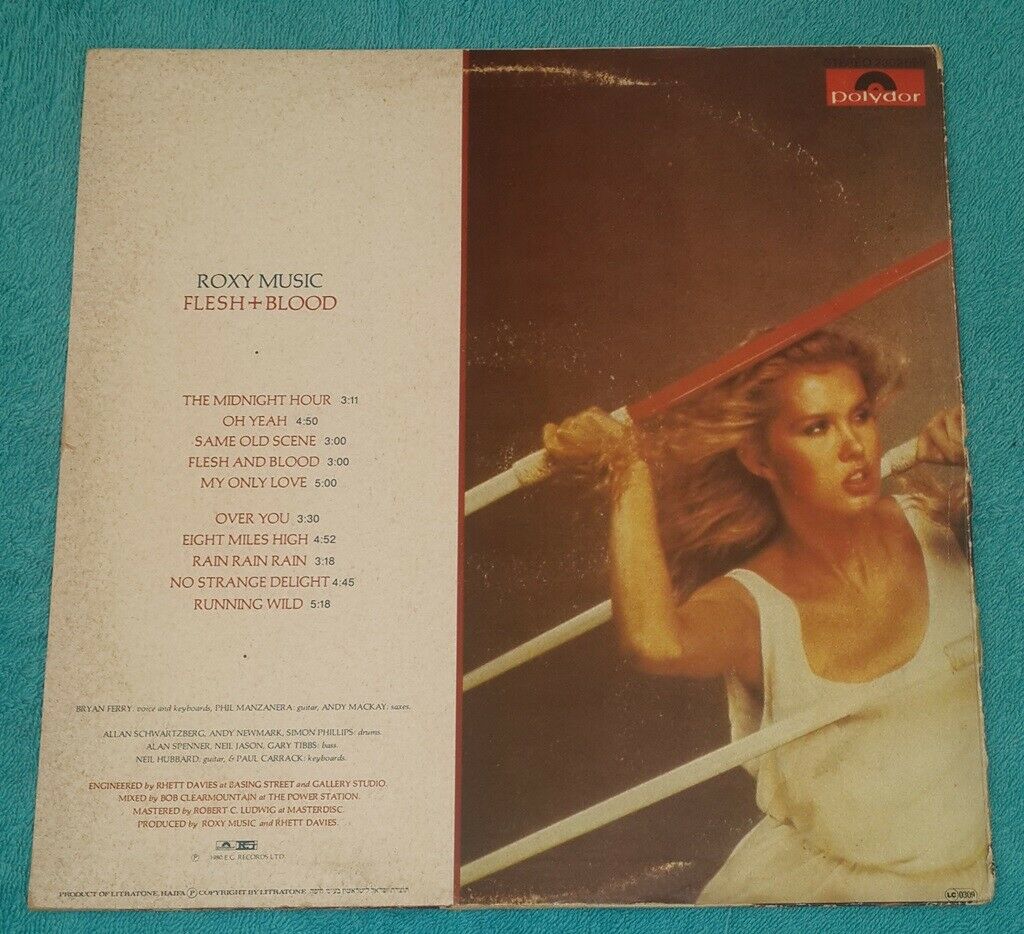 STEREO
polydor
ROXY MUSIC
FLESH+BLOOD
THE MIDNIGHT HOUR 3:11
OH YEAH 4:50
SAME OLD SCENE 3:00
FLESH AND BLOOD 3:00
MY ONLY LOVE 5:00
OVER YOU 3:30
EIGHT MILES HIGH 4:52
RAIN RAIN RAIN 3:18
NO STRANGE DELIGHT 4:45
RUNNING WILD 5:18
BRYAN FERRY: voice and keyboards, PHIL MANZANERA: guitar, ANDY MACKAY: saxes.
ALLAN SCHWARTZBERG, ANDY NEWMARK, SIMON PHILLIPS: drums.
ALAN SPENNER, NEIL JASON, GARY TIBBS: bass.
NEIL HUBBARD: guitar, & PAUL CARRACK: keyboards.
ENGINEERED by RHETT DAVIES at BASING STREET and GALLERY STUDIO.
MIXED by BOB CLEARMOUNTAIN at THE POWER STATION.
MASTERED by ROBERT C. LUDWIG at MASTERDISC.
PRODUCED by ROXY MUSIC and RHETT DAVIES.
℗ 1980 E.G. RECORDS LTD.
PRODUCT OF LITRATONE, HAIFA ℗ COPYRIGHT BY LITRATONE
LC 0309